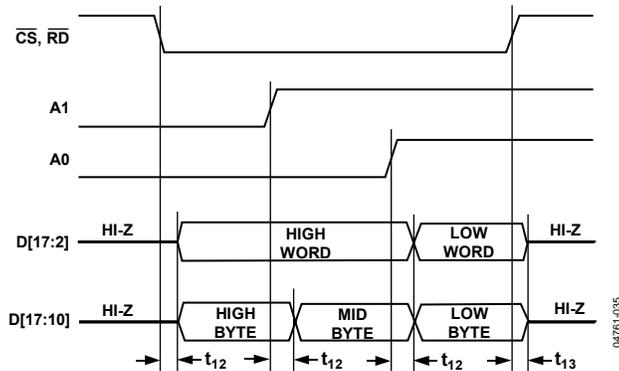 CS, RD
A1
A0
D[17:2]
HI-Z
HIGH
WORD
LOW
WORD
HI-Z
D[17:10]
HI-Z
HIGH
BYTE
MID
BYTE
LOW
BYTE
HI-Z
t12
t12
t12
t13
04761-035